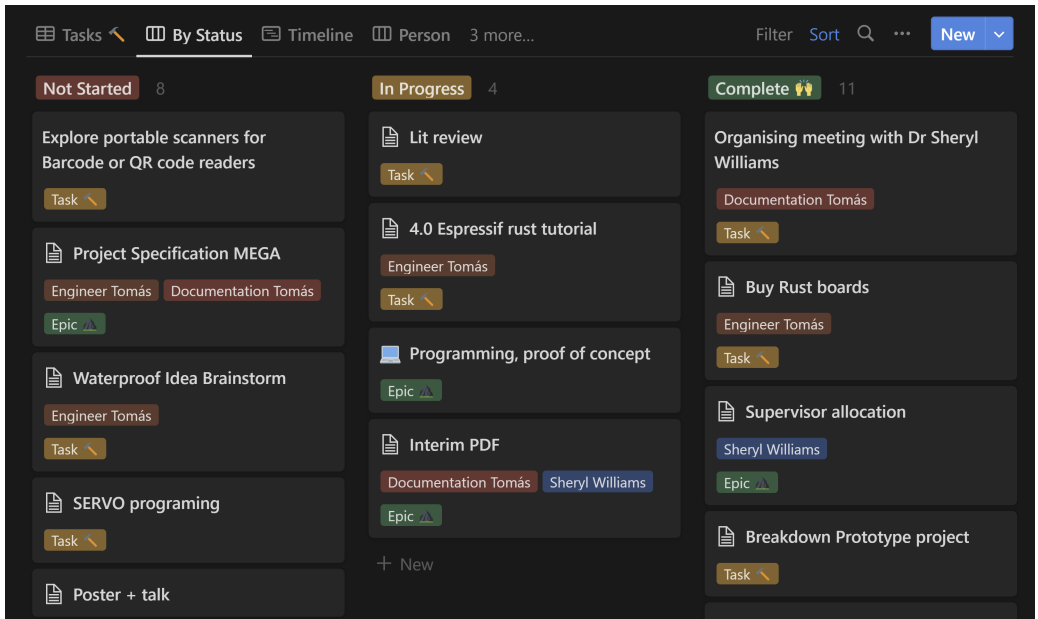 Tasks 🔨 By Status Timeline Person 3 more... Filter Sort New
Not Started 8
Explore portable scanners for
Barcode or QR code readers
Task 🔨
Project Specification MEGA
Engineer Tomás Documentation Tomás
Epic
Waterproof Idea Brainstorm
Engineer Tomás
Task 🔨
SERVO programing
Task 🔨
Poster + talk
In Progress 4
Lit review
Task 🔨
4.0 Espressif rust tutorial
Engineer Tomás
Task 🔨
Programming, proof of concept
Epic
Interim PDF
Documentation Tomás Sheryl Williams
Epic
+ New
Complete 🙌 11
Organising meeting with Dr Sheryl
Williams
Documentation Tomás
Task 🔨
Buy Rust boards
Engineer Tomás
Task 🔨
Supervisor allocation
Sheryl Williams
Epic
Breakdown Prototype project
Task 🔨